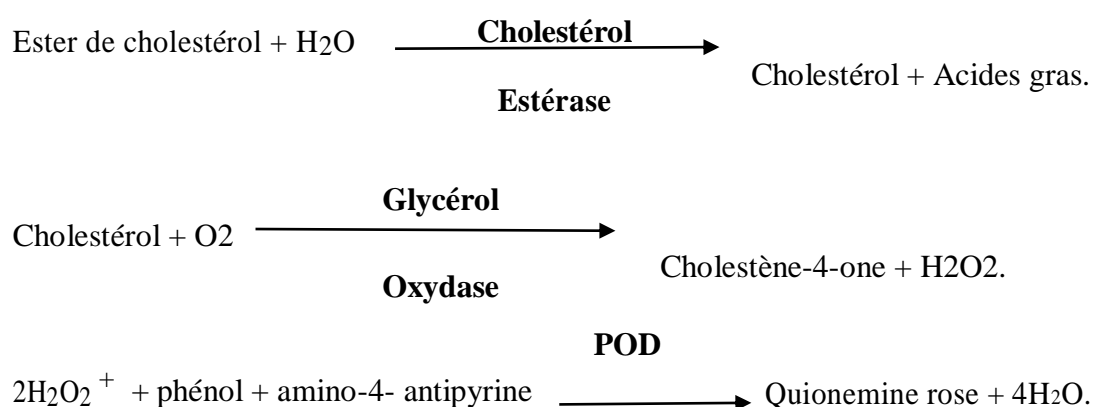 Ester de cholestérol + H2O Cholestérol
Cholestérol + Acides gras.
Estérase
Glycérol
Cholestérol + O2
Cholestène-4-one + H2O2.
Oxydase
POD
2H2O2 + + phénol + amino-4- antipyrine Quionemine rose + 4H2O.